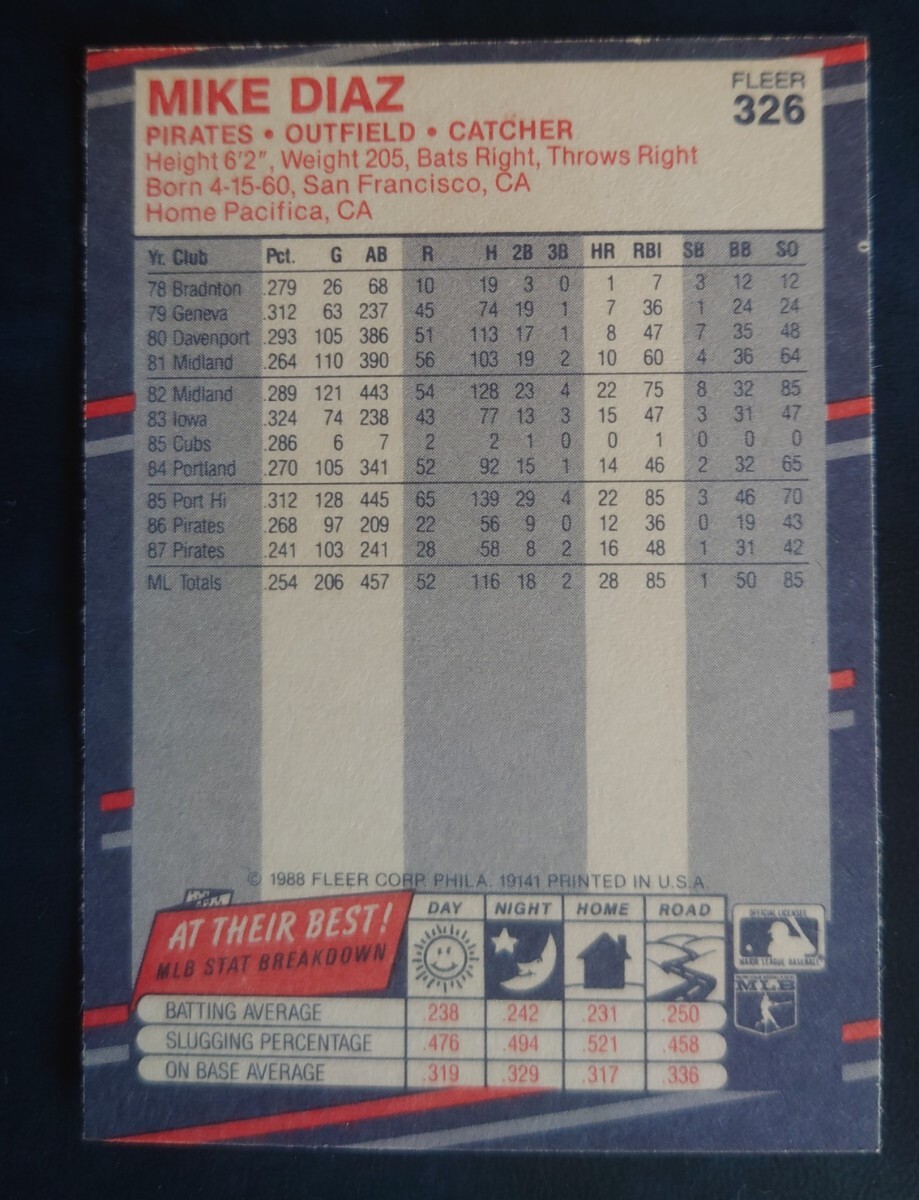 MIKE DIAZ
FLEER
326
PIRATES • OUTFIELD • CATCHER
Height 6'2", Weight 205, Bats Right, Throws Right
Born 4-15-60, San Francisco, CA
Home Pacifica, CA
Yr. Club Pct. G AB R H 2B 3B HR RBI SB BB SO
78 Bradnton .279 26 68 10 19 3 0 1 7 3 12 12
79 Geneva .312 63 237 45 74 19 1 7 36 1 24 24
80 Davenport .293 105 386 51 113 17 1 8 47 7 35 48
81 Midland .264 110 390 56 103 19 2 10 60 4 36 64
82 Midland .289 121 443 54 128 23 4 22 75 8 32 85
83 Iowa .324 74 238 43 77 13 3 15 47 3 31 47
85 Cubs .286 6 7 2 2 1 0 0 1 0 0 0
84 Portland .270 105 341 52 92 15 1 14 46 2 32 65
85 Port Hi .312 128 445 65 139 29 4 22 85 3 46 70
86 Pirates .268 97 209 22 56 9 0 12 36 0 19 43
87 Pirates .241 103 241 28 58 8 2 16 48 1 31 42
ML Totals .254 206 457 52 116 18 2 28 85 1 50 85
© 1988 FLEER CORP. PHILA. 19141 PRINTED IN U.S.A.
AT THEIR BEST!
MLB STAT BREAKDOWN
DAY NIGHT HOME ROAD
BATTING AVERAGE .238 .242 .231 .250
SLUGGING PERCENTAGE .476 .494 .521 .458
ON BASE AVERAGE .319 .329 .317 .336
OFFICIAL LICENSEE
MAJOR LEAGUE BASEBALL
MLB